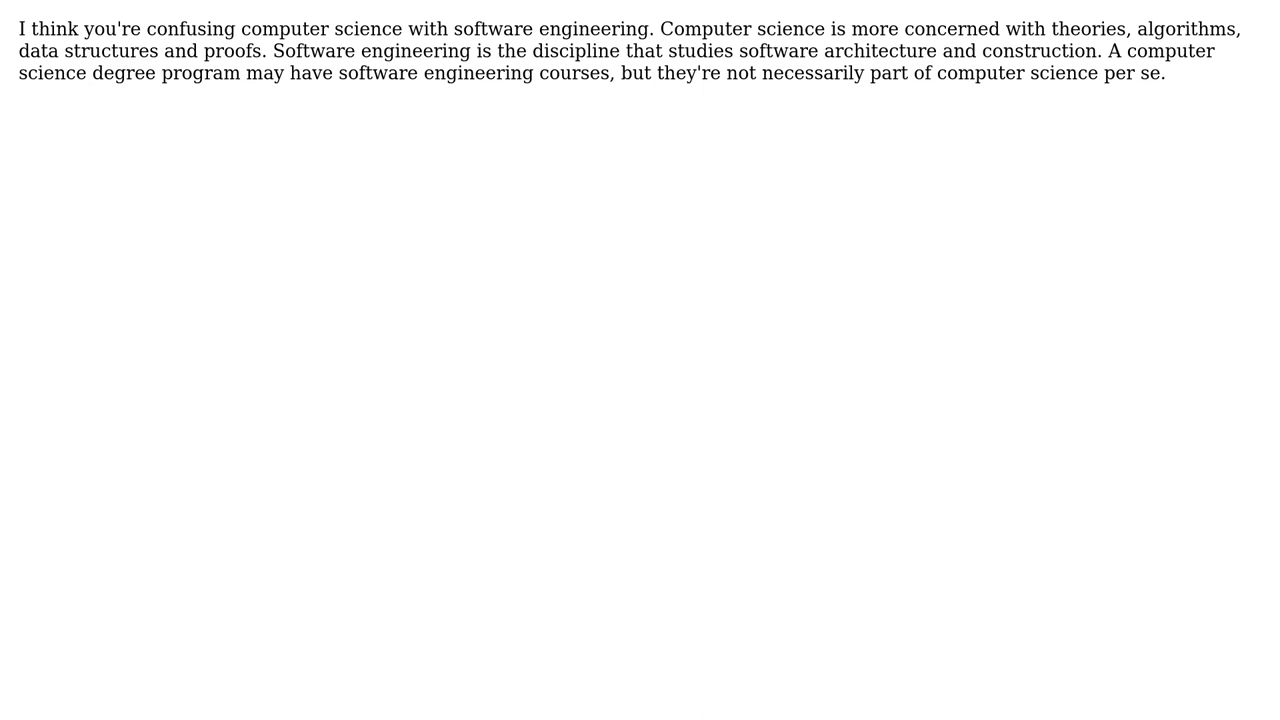 I think you're confusing computer science with software engineering. Computer science is more concerned with theories, algorithms,
data structures and proofs. Software engineering is the discipline that studies software architecture and construction. A computer
science degree program may have software engineering courses, but they're not necessarily part of computer science per se.